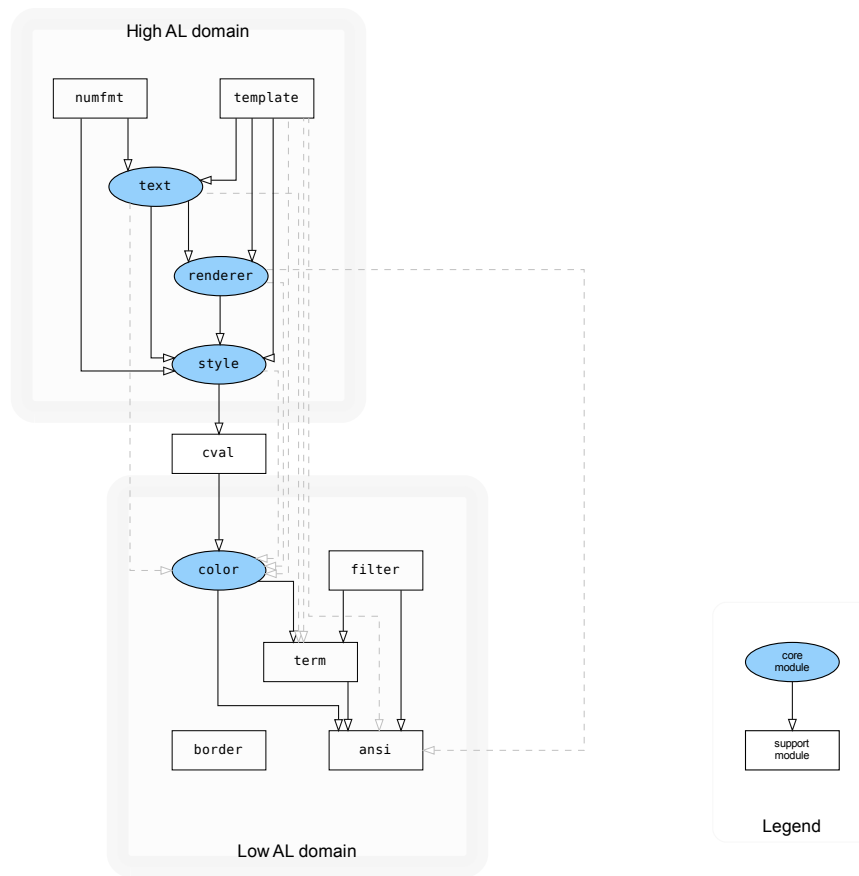 High AL domain
numfmt
template
text
renderer
style
cval
color
filter
term
border
ansi
Low AL domain
core
module
support
module
Legend